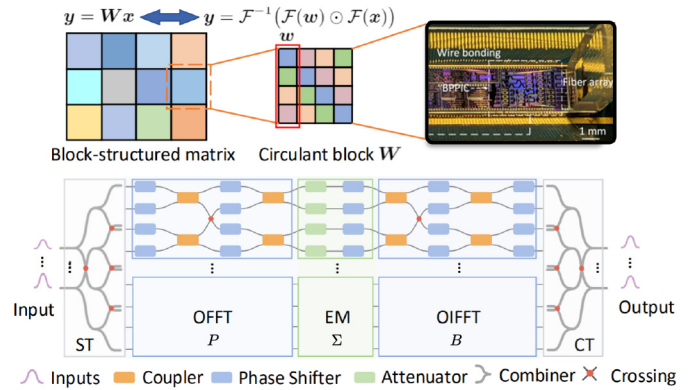 y = Wx    y = F⁻¹(F(w) ⊙ F(x))
w
Wire bonding
BPPIC
Fiber array
1 mm
Block-structured matrix    Circulant block W
Input    ST    OFFT    EM    OIFFT    CT    Output
P    Σ    B
Inputs    Coupler    Phase Shifter    Attenuator    Combiner    Crossing